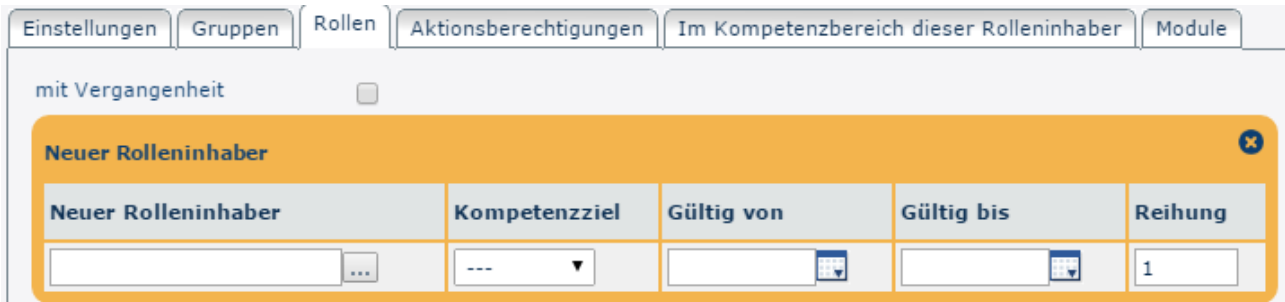 Einstellungen Gruppen Rollen Aktionsberechtigungen Im Kompetenzbereich dieser Rolleninhaber Module
mit Vergangenheit
Neuer Rolleninhaber
Neuer Rolleninhaber Kompetenzziel Gültig von Gültig bis Reihung
... --- 1